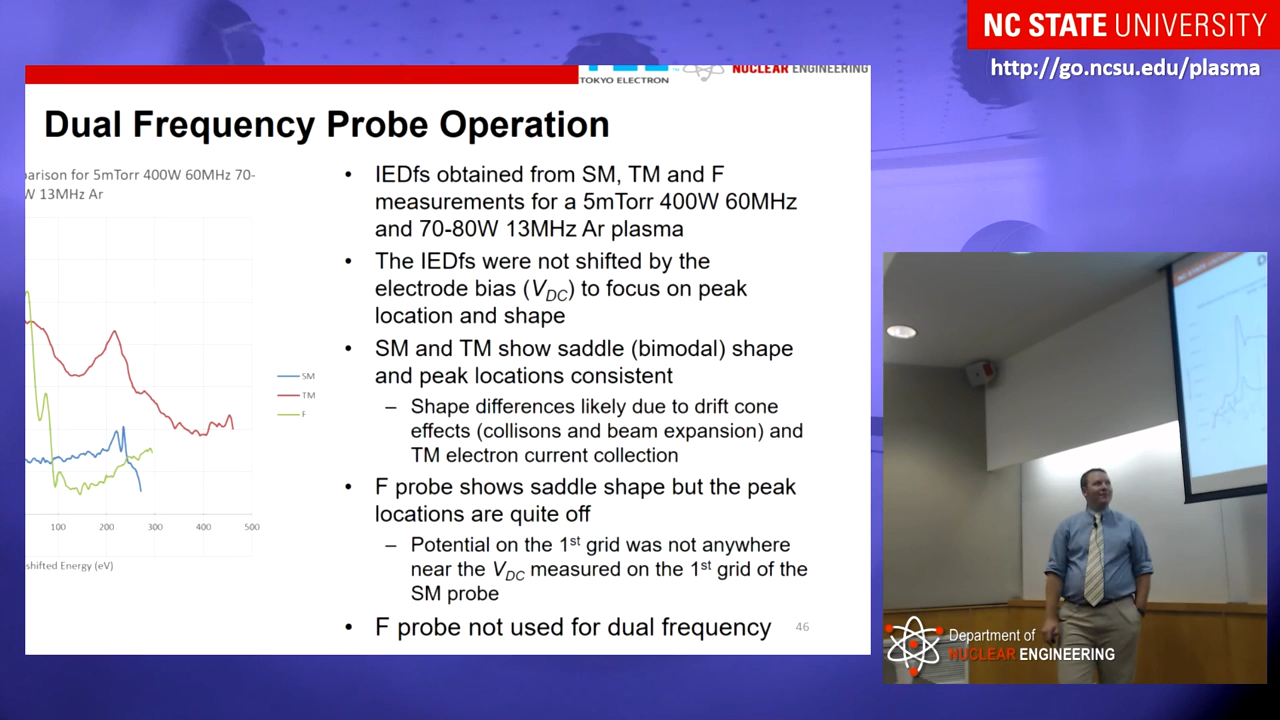 NC STATE UNIVERSITY
http://go.ncsu.edu/plasma
TOKYO ELECTRON
NUCLEAR ENGINEERING
Dual Frequency Probe Operation
arison for 5mTorr 400W 60MHz 70-
W 13MHz Ar
SM
TM
F
100 200 300 400 500
shifted Energy (eV)
• IEDfs obtained from SM, TM and F
measurements for a 5mTorr 400W 60MHz
and 70-80W 13MHz Ar plasma
• The IEDfs were not shifted by the
electrode bias (VDC) to focus on peak
location and shape
• SM and TM show saddle (bimodal) shape
and peak locations consistent
– Shape differences likely due to drift cone
effects (collisons and beam expansion) and
TM electron current collection
• F probe shows saddle shape but the peak
locations are quite off
– Potential on the 1st grid was not anywhere
near the VDC measured on the 1st grid of the
SM probe
• F probe not used for dual frequency
46
Department of
NUCLEAR ENGINEERING